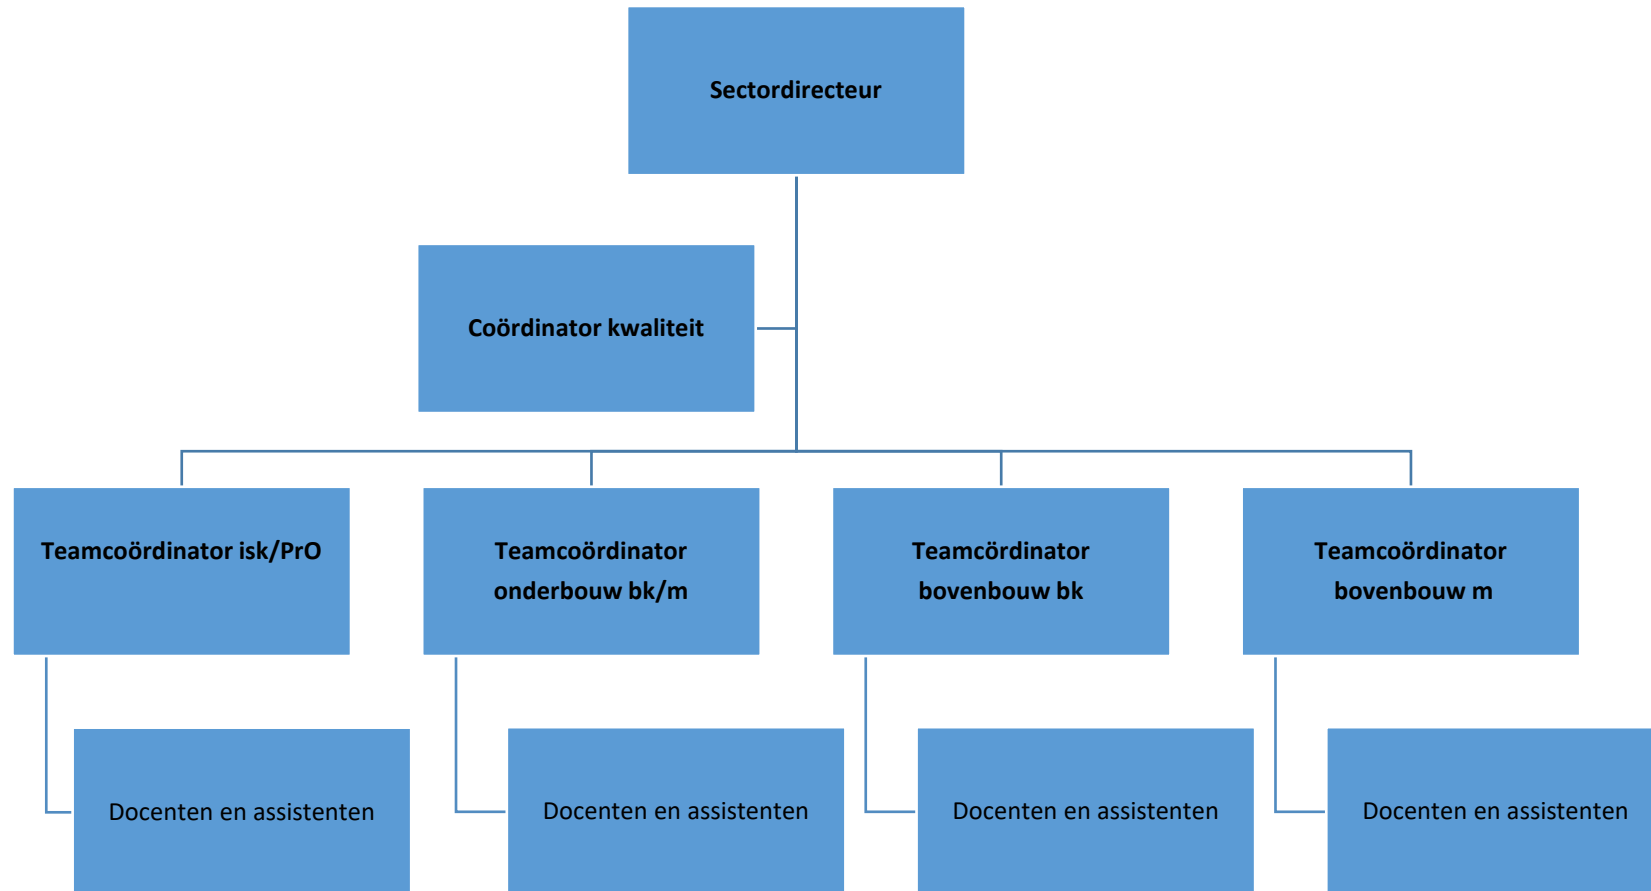 Sectordirecteur
Coördinator kwaliteit
Teamcoördinator isk/PrO
Teamcoördinator
onderbouw bk/m
Teamcördinator
bovenbouw bk
Teamcoördinator
bovenbouw m
Docenten en assistenten
Docenten en assistenten
Docenten en assistenten
Docenten en assistenten